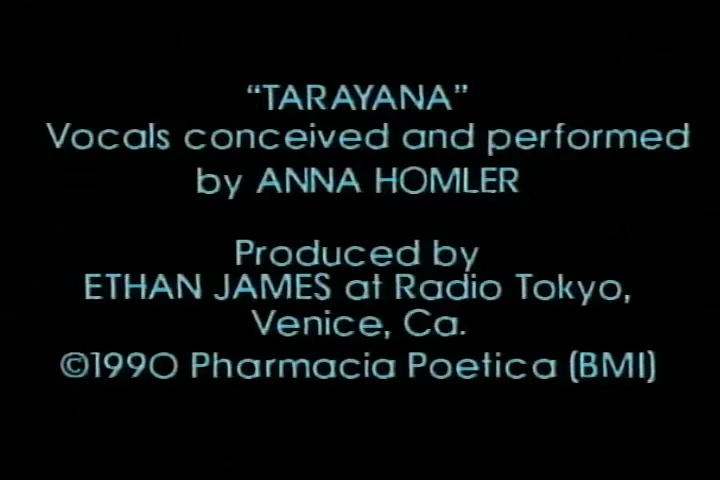 “TARAYANA”
Vocals conceived and performed
by ANNA HOMLER
Produced by
ETHAN JAMES at Radio Tokyo,
Venice, Ca.
©1990 Pharmacia Poetica (BMI)